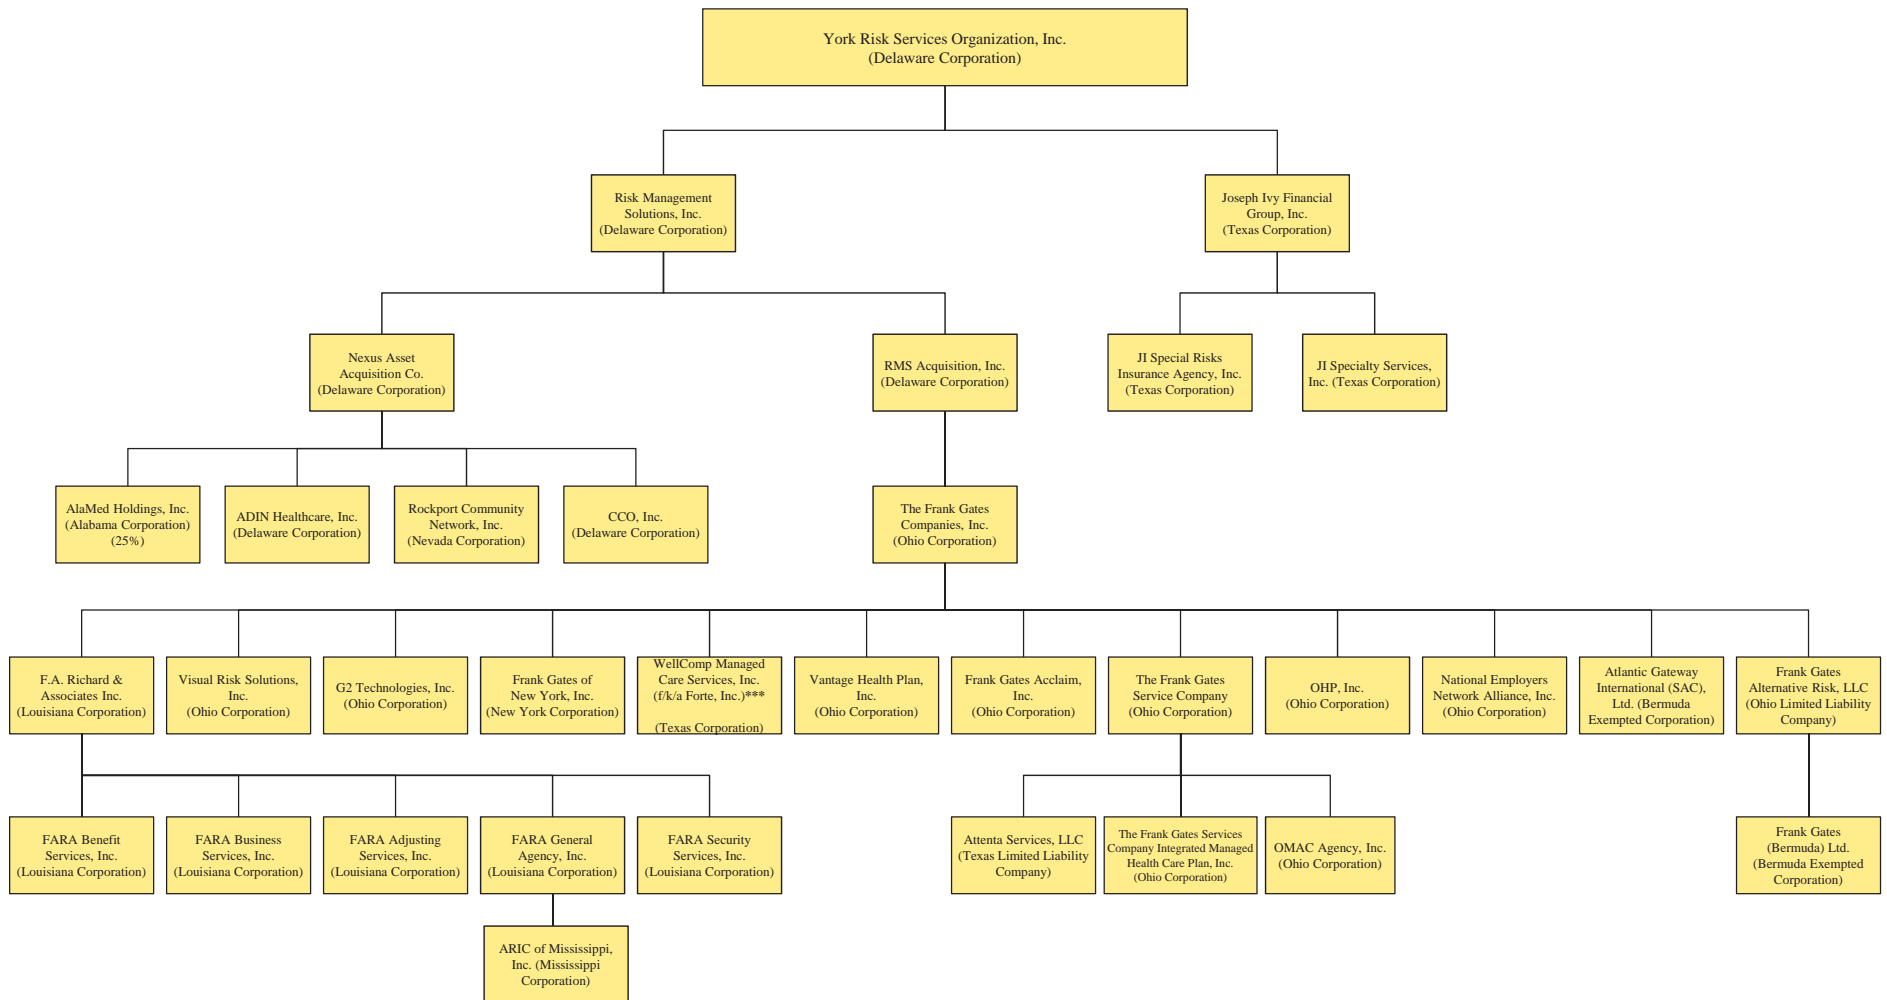 York Risk Services Organization, Inc.
(Delaware Corporation)
Risk Management
Solutions, Inc.
(Delaware Corporation)
Joseph Ivy Financial
Group, Inc.
(Texas Corporation)
Nexus Asset
Acquisition Co.
(Delaware Corporation)
RMS Acquisition, Inc.
(Delaware Corporation)
JI Special Risks
Insurance Agency, Inc.
(Texas Corporation)
JI Specialty Services,
Inc. (Texas Corporation)
AlaMed Holdings, Inc.
(Alabama Corporation)
(25%)
ADIN Healthcare, Inc.
(Delaware Corporation)
Rockport Community
Network, Inc.
(Nevada Corporation)
CCO, Inc.
(Delaware Corporation)
The Frank Gates
Companies, Inc.
(Ohio Corporation)
F.A. Richard &
Associates Inc.
(Louisiana Corporation)
Visual Risk Solutions,
Inc.
(Ohio Corporation)
G2 Technologies, Inc.
(Ohio Corporation)
Frank Gates of
New York, Inc.
(New York Corporation)
WellComp Managed
Care Services, Inc.
(f/k/a Forte, Inc.)***
(Texas Corporation)
Vantage Health Plan,
Inc.
(Ohio Corporation)
Frank Gates Acclaim,
Inc.
(Ohio Corporation)
The Frank Gates
Service Company
(Ohio Corporation)
OHP, Inc.
(Ohio Corporation)
National Employers
Network Alliance, Inc.
(Ohio Corporation)
Atlantic Gateway
International (SAC),
Ltd. (Bermuda
Exempted Corporation)
Frank Gates
Alternative Risk, LLC
(Ohio Limited Liability
Company)
FARA Benefit
Services, Inc.
(Louisiana Corporation)
FARA Business
Services, Inc.
(Louisiana Corporation)
FARA Adjusting
Services, Inc.
(Louisiana Corporation)
FARA General
Agency, Inc.
(Louisiana Corporation)
FARA Security
Services, Inc.
(Louisiana Corporation)
Attenta Services, LLC
(Texas Limited Liability
Company)
The Frank Gates Services
Company Integrated Managed
Health Care Plan, Inc.
(Ohio Corporation)
OMAC Agency, Inc.
(Ohio Corporation)
Frank Gates
(Bermuda) Ltd.
(Bermuda Exempted
Corporation)
ARIC of Mississippi,
Inc. (Mississippi
Corporation)